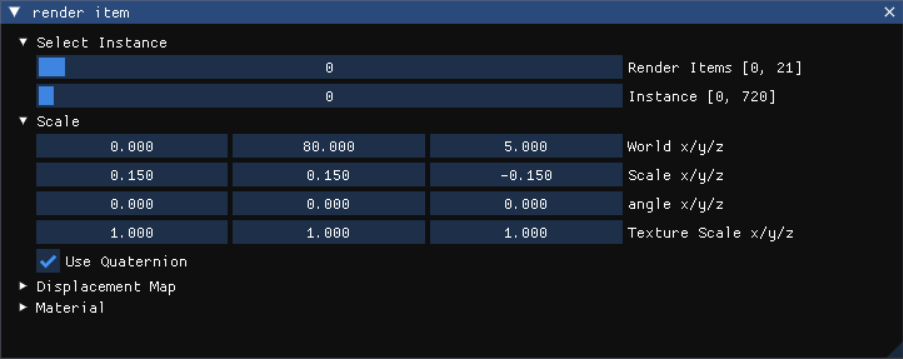 render item
Select Instance
0 Render Items [0, 21]
0 Instance [0, 720]
Scale
0.000 80.000 5.000 World x/y/z
0.150 0.150 -0.150 Scale x/y/z
0.000 0.000 0.000 angle x/y/z
1.000 1.000 1.000 Texture Scale x/y/z
Use Quaternion
Displacement Map
Material